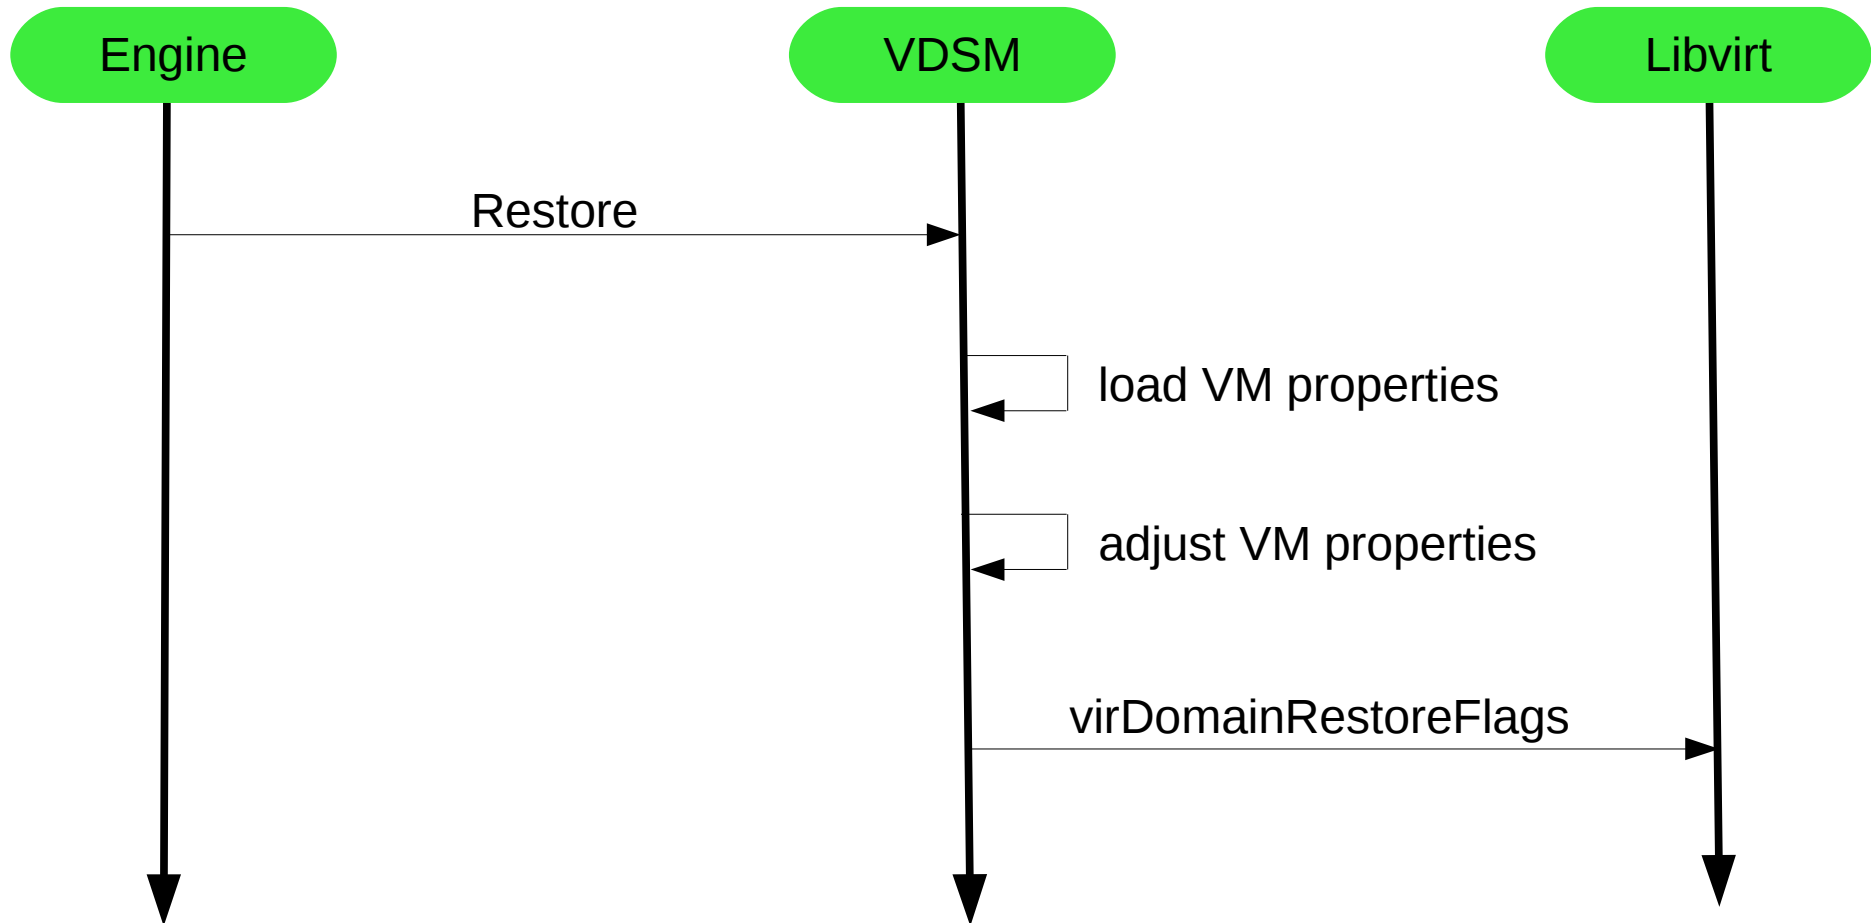 Engine
VDSM
Libvirt
Restore
load VM properties
adjust VM properties
virDomainRestoreFlags